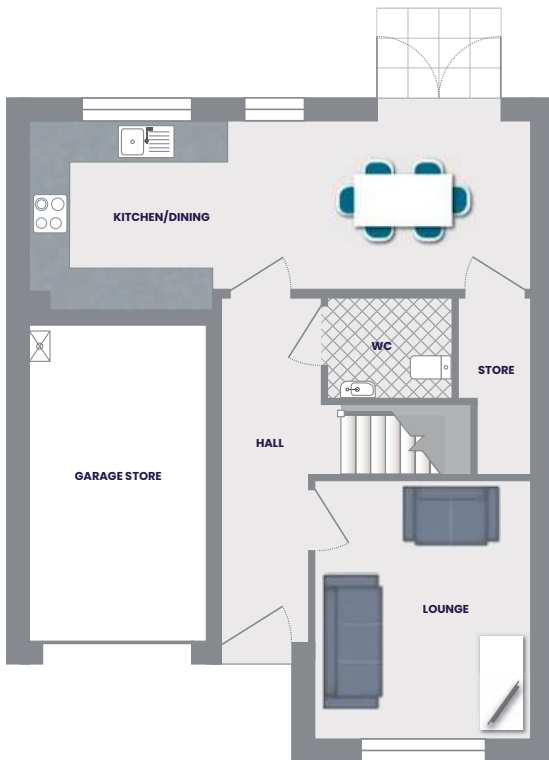 KITCHEN/DINING
WC
STORE
HALL
GARAGE STORE
LOUNGE